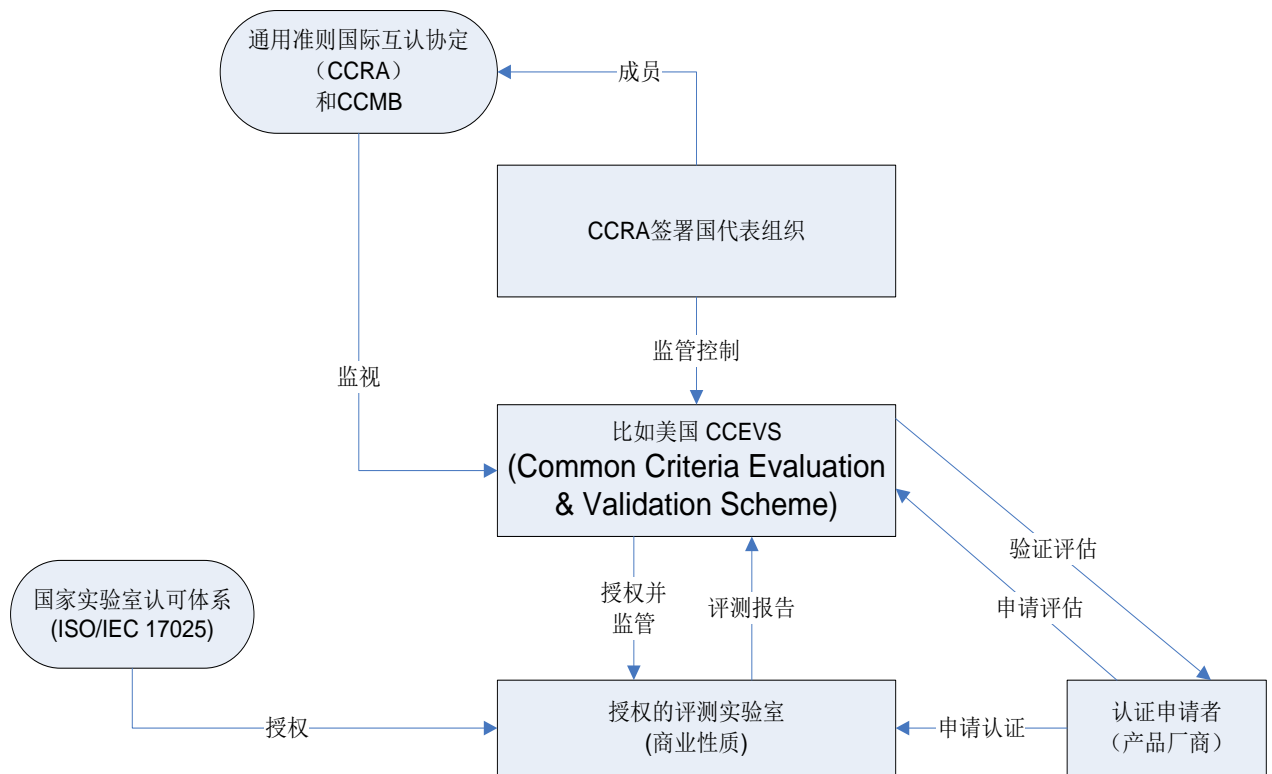 通用准则国际互认协定
（CCRA）
和CCMB
成员
CCRA签署国代表组织
监管控制
监视
比如美国 CCEVS
(Common Criteria Evaluation
& Validation Scheme)
验证评估
申请评估
国家实验室认可体系
(ISO/IEC 17025)
授权并
监管
评测报告
授权
授权的评测实验室
(商业性质)
申请认证
认证申请者
（产品厂商）